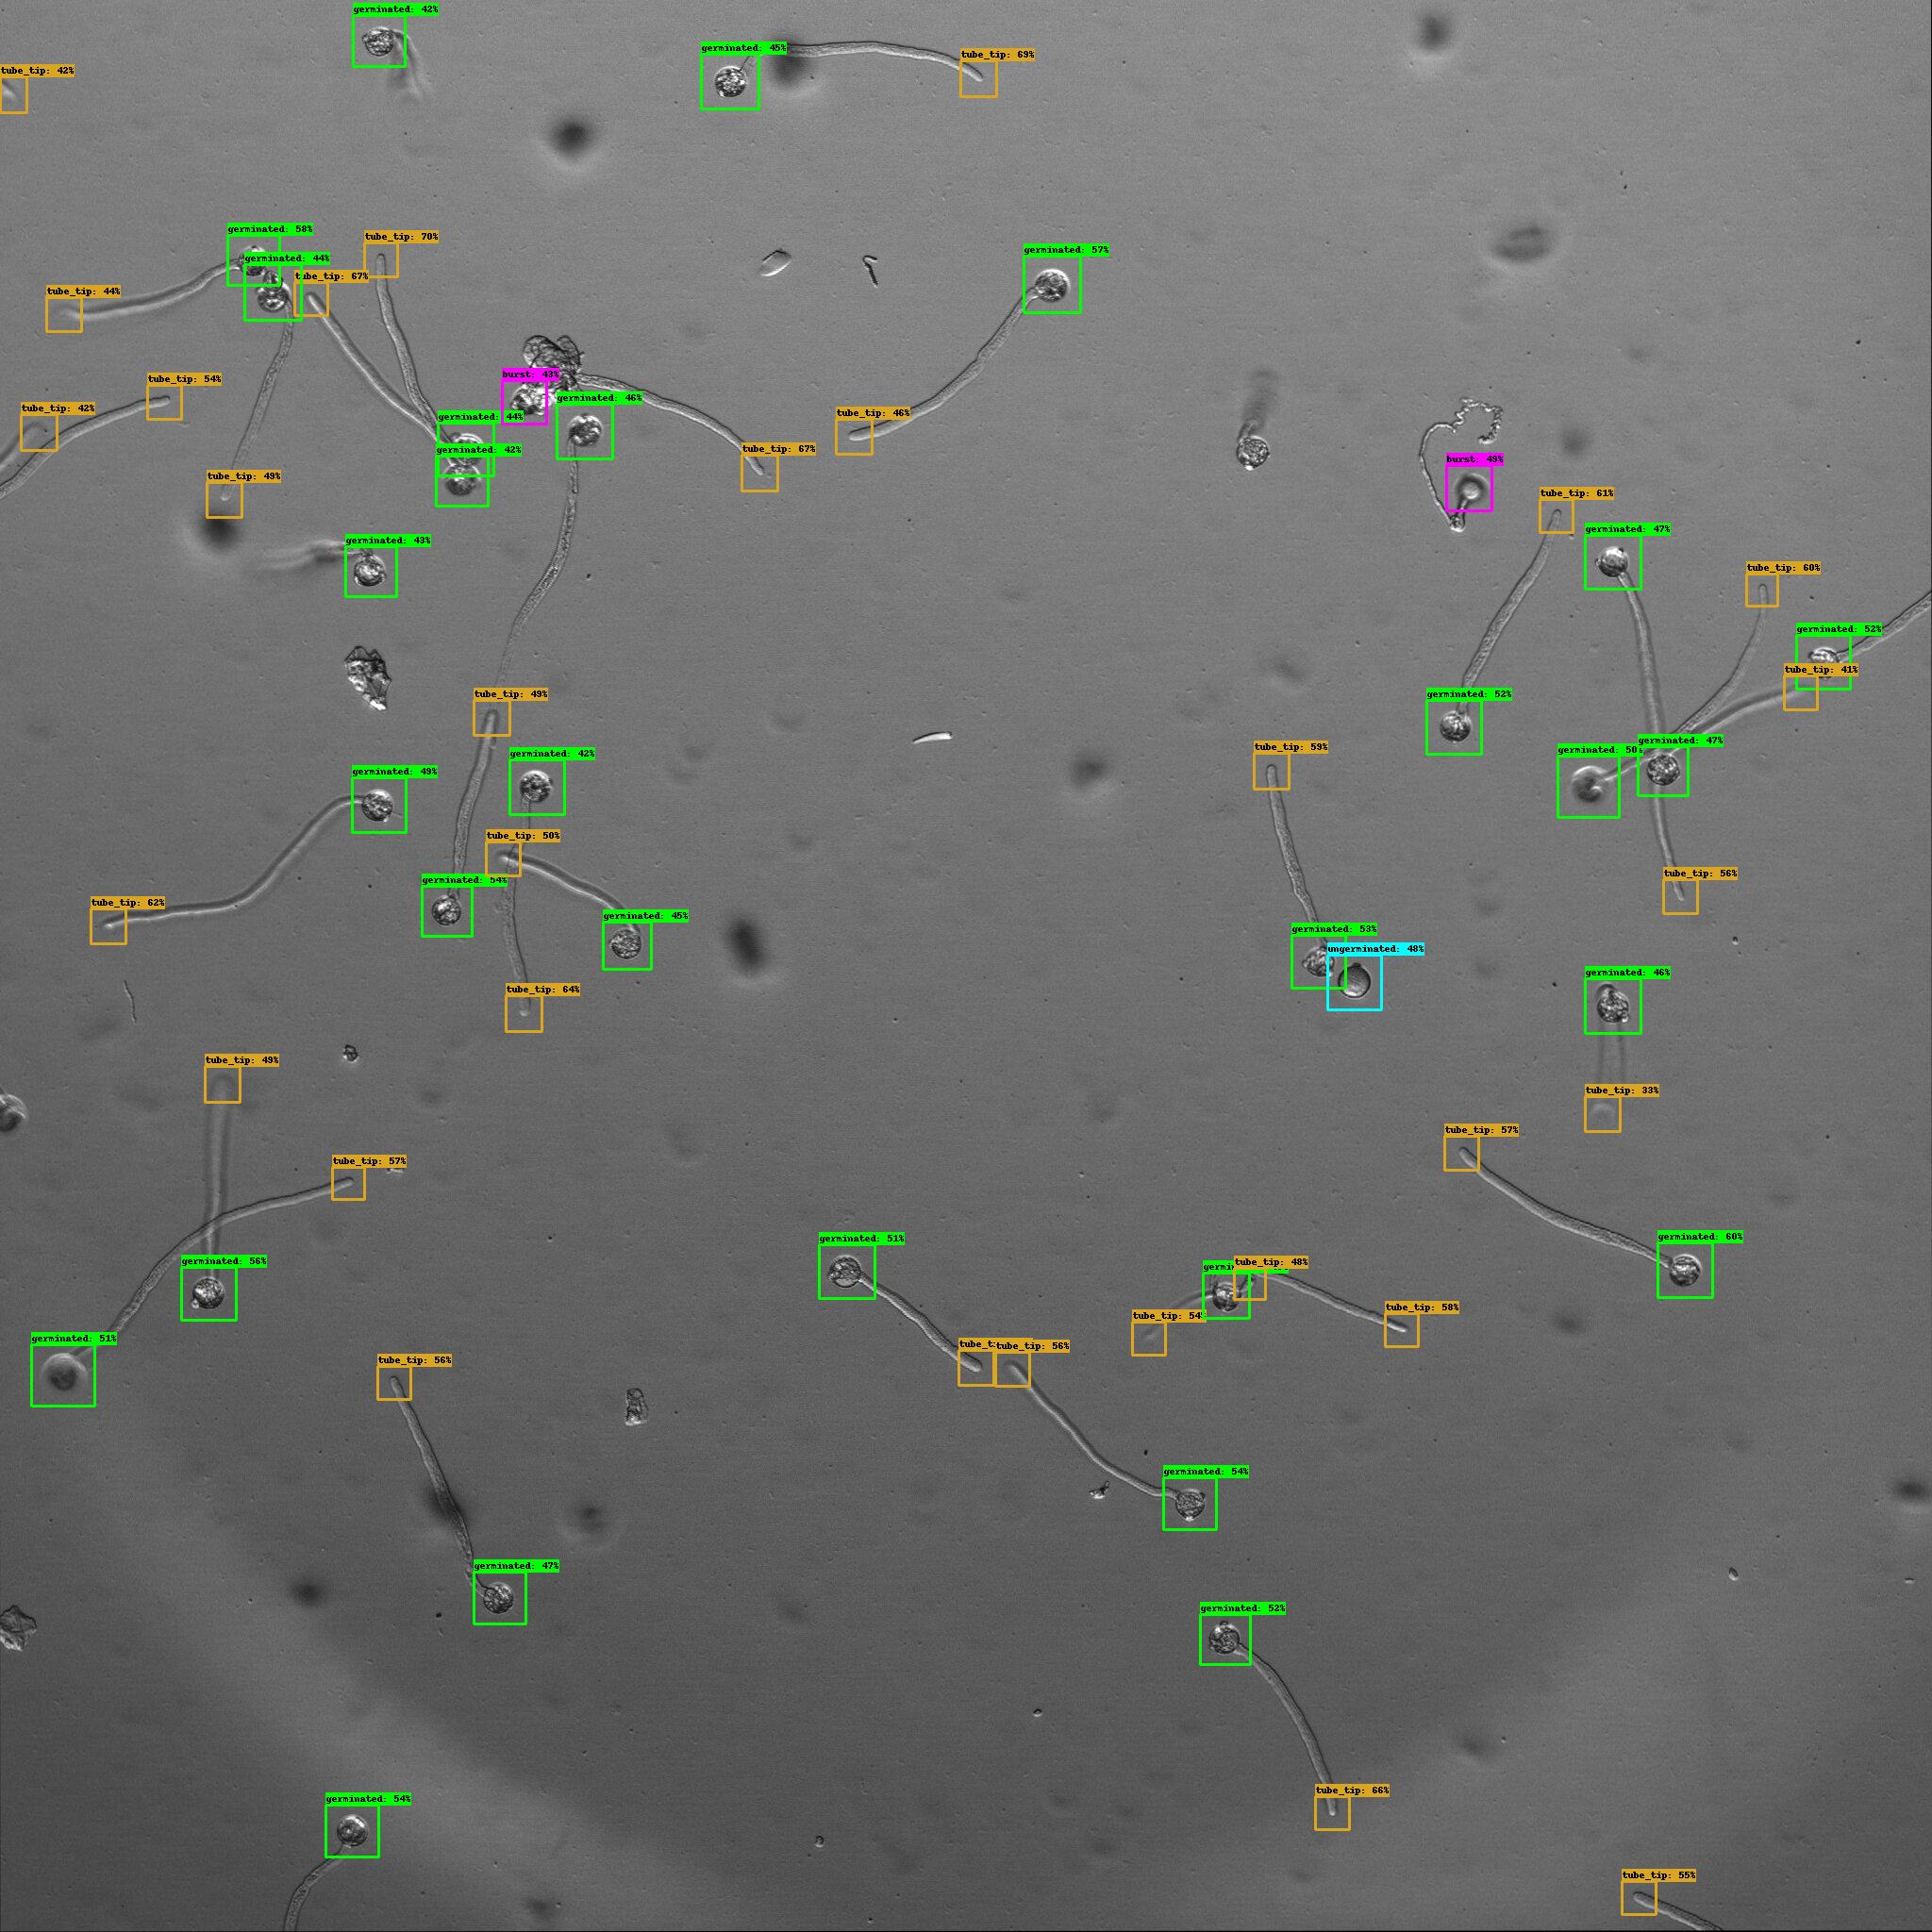 germinated: 42%
germinated: 45%
tube_tip: 69%
tube_tip: 42%
germinated: 58%
tube_tip: 70%
germinated: 44%
tube_tip: 67%
germinated: 57%
tube_tip: 44%
burst: 43%
tube_tip: 54%
germinated: 46%
tube_tip: 42%
germinated: 44%
tube_tip: 46%
germinated: 42%
tube_tip: 67%
burst: 49%
tube_tip: 49%
tube_tip: 61%
germinated: 47%
germinated: 43%
tube_tip: 60%
germinated: 52%
tube_tip: 41%
tube_tip: 49%
germinated: 52%
germinated: 47%
tube_tip: 59%
germinated: 50%
germinated: 42%
germinated: 49%
tube_tip: 50%
tube_tip: 56%
germinated: 54%
tube_tip: 62%
germinated: 45%
germinated: 53%
ungerminated: 48%
germinated: 46%
tube_tip: 64%
tube_tip: 49%
tube_tip: 33%
tube_tip: 57%
tube_tip: 57%
germinated: 60%
germinated: 51%
germinated: 56%
tube_tip: 48%
tube_tip: 58%
tube_tip: 54%
germinated: 51%
tube_tip: 56%
tube_tip: 56%
germinated: 54%
germinated: 47%
germinated: 52%
tube_tip: 66%
germinated: 54%
tube_tip: 55%